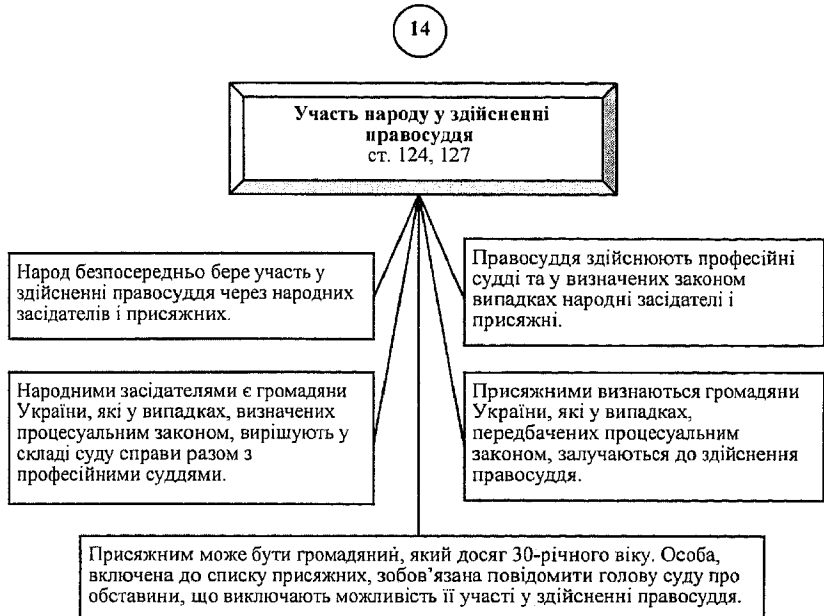 14
Участь народу у здійсненні
правосуддя
ст. 124, 127
Народ безпосередньо бере участь у
здійсненні правосуддя через народних
засідателів і присяжних.
Правосуддя здійснюють професійні
судді та у визначених законом
випадках народні засідателі і
присяжні.
Народними засідателями є громадяни
України, які у випадках, визначених
процесуальним законом, вирішують у
складі суду справи разом з
професійними суддями.
Присяжними визнаються громадяни
України, які у випадках,
передбачених процесуальним
законом, залучаються до здійснення
правосуддя.
Присяжним може бути громадянин, який досяг 30-річного віку. Особа,
включена до списку присяжних, зобов’язана повідомити голову суду про
обставини, що виключають можливість її участі у здійсненні правосуддя.